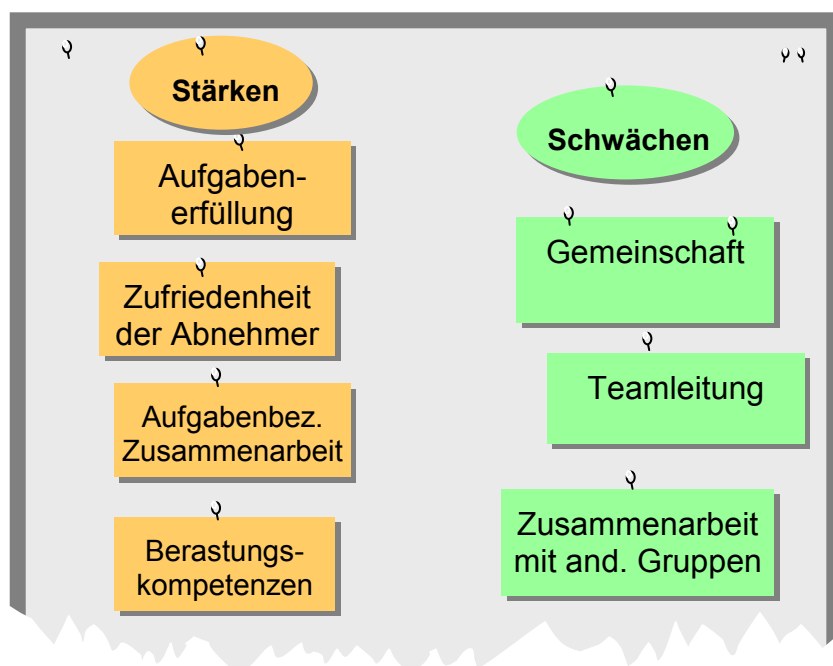 Stärken
Aufgaben-
erfüllung
Zufriedenheit
der Abnehmer
Aufgabenbez.
Zusammenarbeit
Berastungs-
kompetenzen
Schwächen
Gemeinschaft
Teamleitung
Zusammenarbeit
mit and. Gruppen